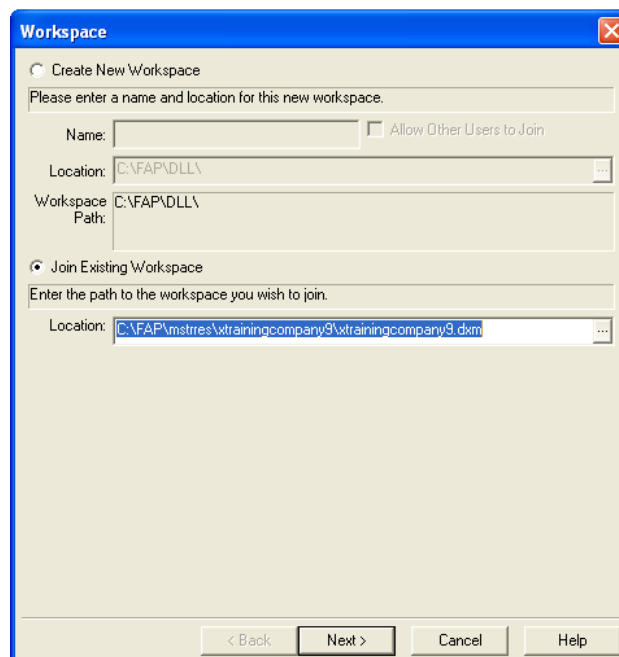 Workspace
Create New Workspace
Please enter a name and location for this new workspace.
Name:
Allow Other Users to Join
Location: C:\FAP\DLL\ ...
Workspace Path: C:\FAP\DLL\
Join Existing Workspace
Enter the path to the workspace you wish to join.
Location: C:\FAP\mstrres\xtrainingcompany9\xtrainingcompany9.dxm ...
< Back Next > Cancel Help